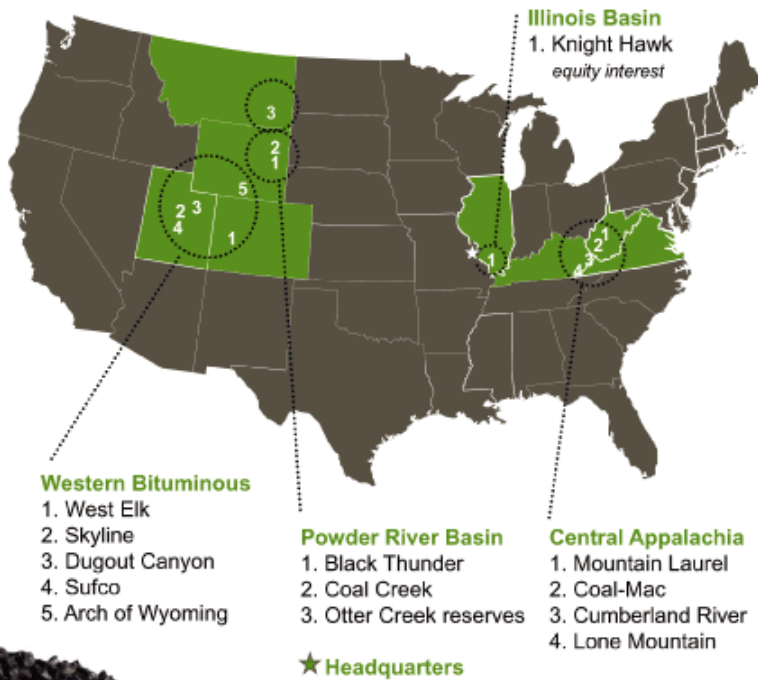 Illinois Basin
1. Knight Hawk
equity interest
3
2
1
5
2
3
4
1
1
1
2
3
4
Western Bituminous
1. West Elk
2. Skyline
3. Dugout Canyon
4. Sufco
5. Arch of Wyoming
Powder River Basin
1. Black Thunder
2. Coal Creek
3. Otter Creek reserves
Headquarters
Central Appalachia
1. Mountain Laurel
2. Coal-Mac
3. Cumberland River
4. Lone Mountain